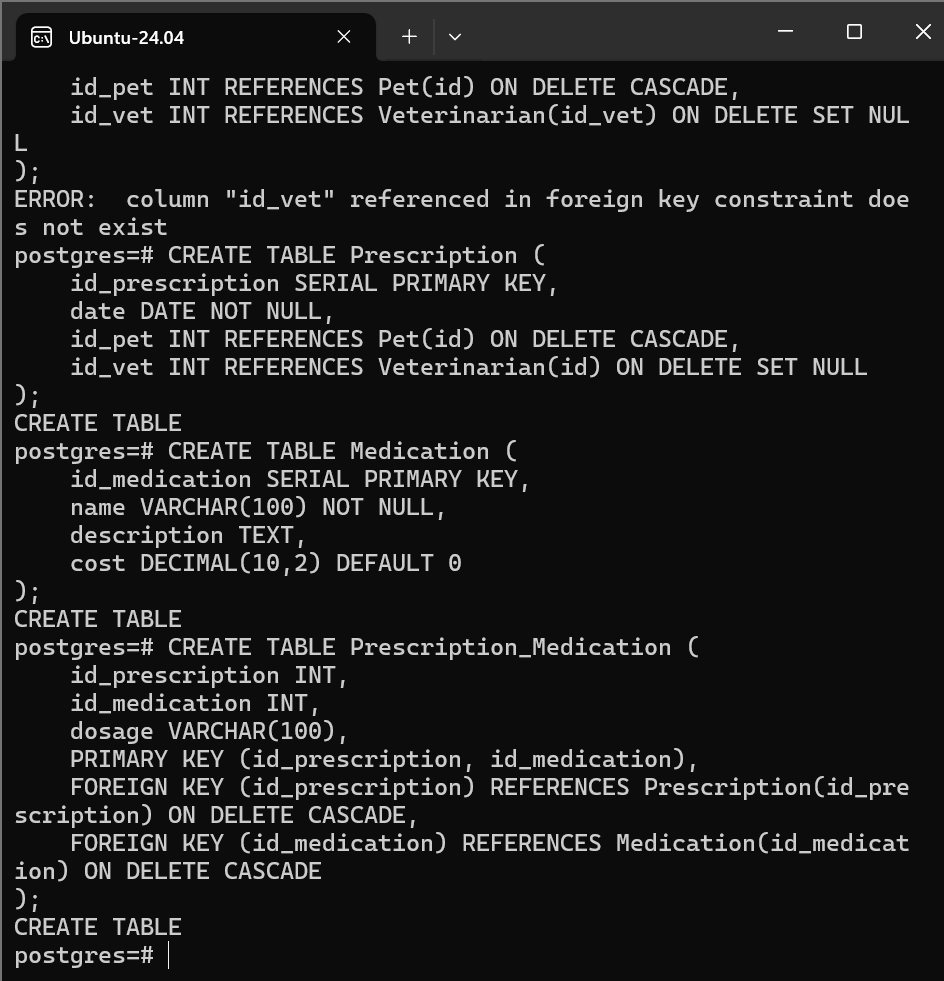 Ubuntu-24.04
    id_pet INT REFERENCES Pet(id) ON DELETE CASCADE,
    id_vet INT REFERENCES Veterinarian(id_vet) ON DELETE SET NUL
L
);
ERROR:  column "id_vet" referenced in foreign key constraint doe
s not exist
postgres=# CREATE TABLE Prescription (
    id_prescription SERIAL PRIMARY KEY,
    date DATE NOT NULL,
    id_pet INT REFERENCES Pet(id) ON DELETE CASCADE,
    id_vet INT REFERENCES Veterinarian(id) ON DELETE SET NULL
);
CREATE TABLE
postgres=# CREATE TABLE Medication (
    id_medication SERIAL PRIMARY KEY,
    name VARCHAR(100) NOT NULL,
    description TEXT,
    cost DECIMAL(10,2) DEFAULT 0
);
CREATE TABLE
postgres=# CREATE TABLE Prescription_Medication (
    id_prescription INT,
    id_medication INT,
    dosage VARCHAR(100),
    PRIMARY KEY (id_prescription, id_medication),
    FOREIGN KEY (id_prescription) REFERENCES Prescription(id_pre
scription) ON DELETE CASCADE,
    FOREIGN KEY (id_medication) REFERENCES Medication(id_medicat
ion) ON DELETE CASCADE
);
CREATE TABLE
postgres=#